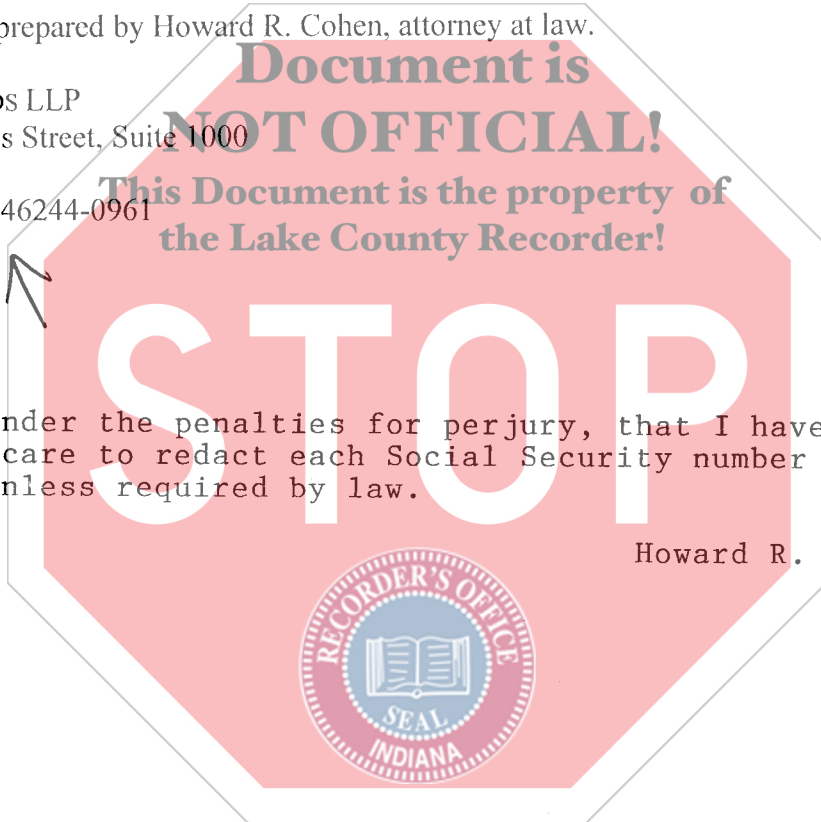 prepared by Howard R. Cohen, attorney at law.
Document is
os LLP
NOT OFFICIAL!
s Street, Suite 1000
This Document is the property of
46244-0961
the Lake County Recorder!
STOP
nder the penalties for perjury, that I have
care to redact each Social Security number
nless required by law.
Howard R.
RECORDER'S OFFICE
SEAL
INDIANA